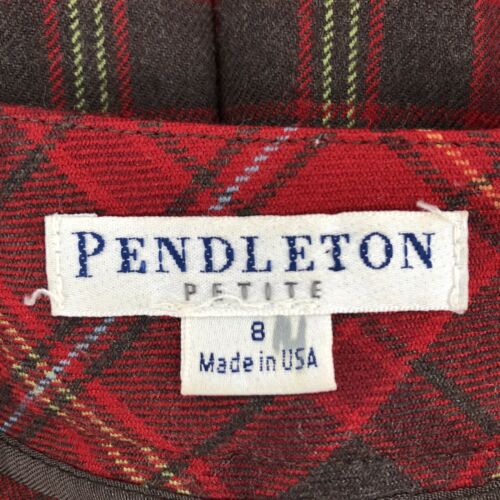 PENDLETON
PETITE
8
Made in USA